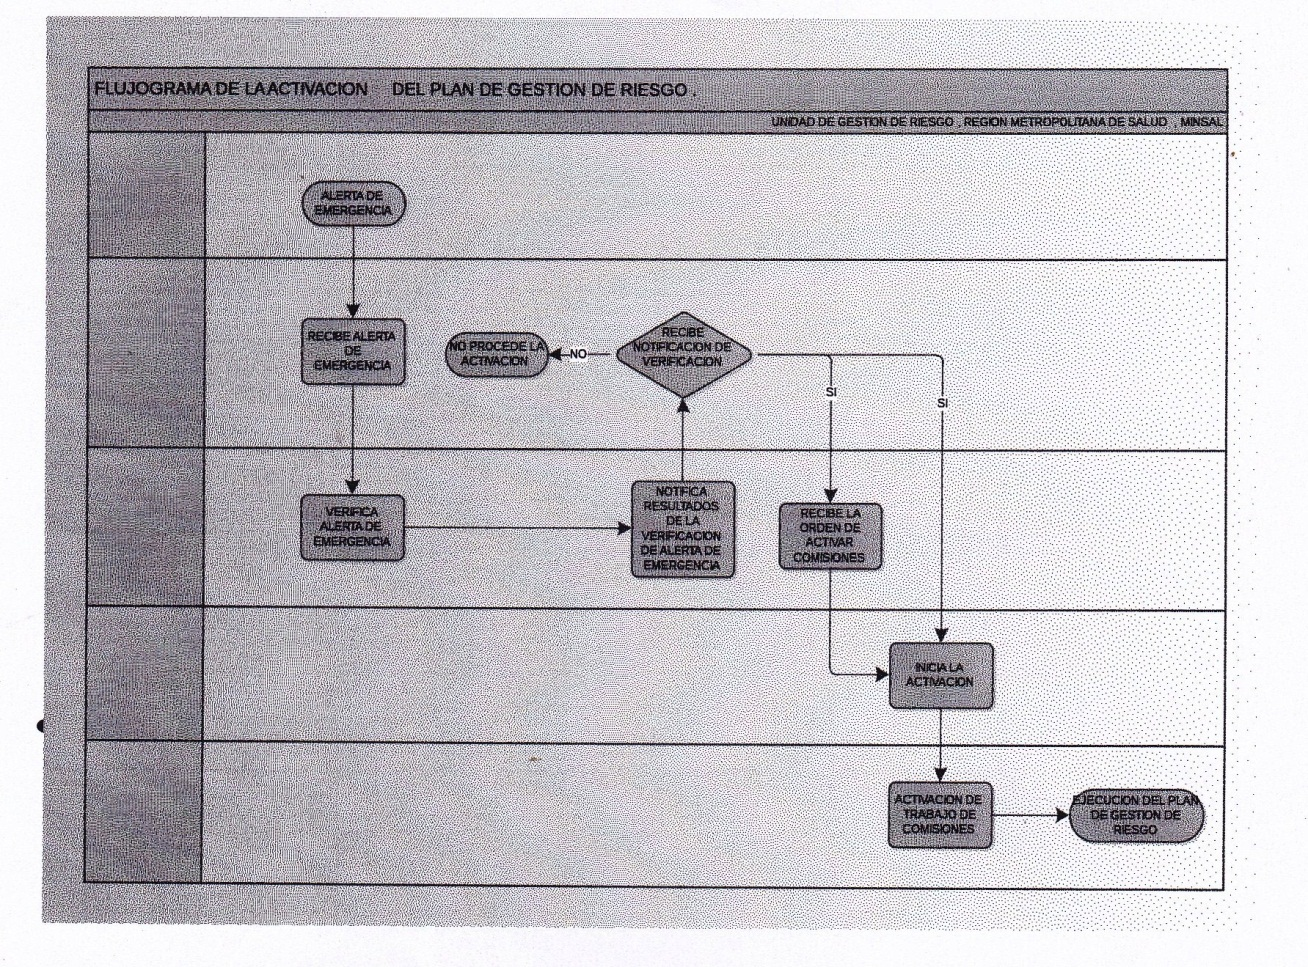 FLUJOGRAMA DE LA ACTIVACION DEL PLAN DE GESTION DE RIESGO .
UNIDAD DE GESTION DE RIESGO , REGION METROPOLITANA DE SALUD , MINSAL
ALERTA DE
EMERGENCIA
RECIBE ALERTA
DE
EMERGENCIA
NO PROCEDE LA
ACTIVACION
NO
RECIBE
NOTIFICACION DE
VERIFICACION
SI
SI
VERIFICA
ALERTA DE
EMERGENCIA
NOTIFICA
RESULTADOS
DE LA
VERIFICACION
DE ALERTA DE
EMERGENCIA
RECIBE LA
ORDEN DE
ACTIVAR
COMISIONES
INICIA LA
ACTIVACION
ACTIVACION DE
TRABAJO DE
COMISIONES
EJECUCION DEL PLAN
DE GESTION DE
RIESGO